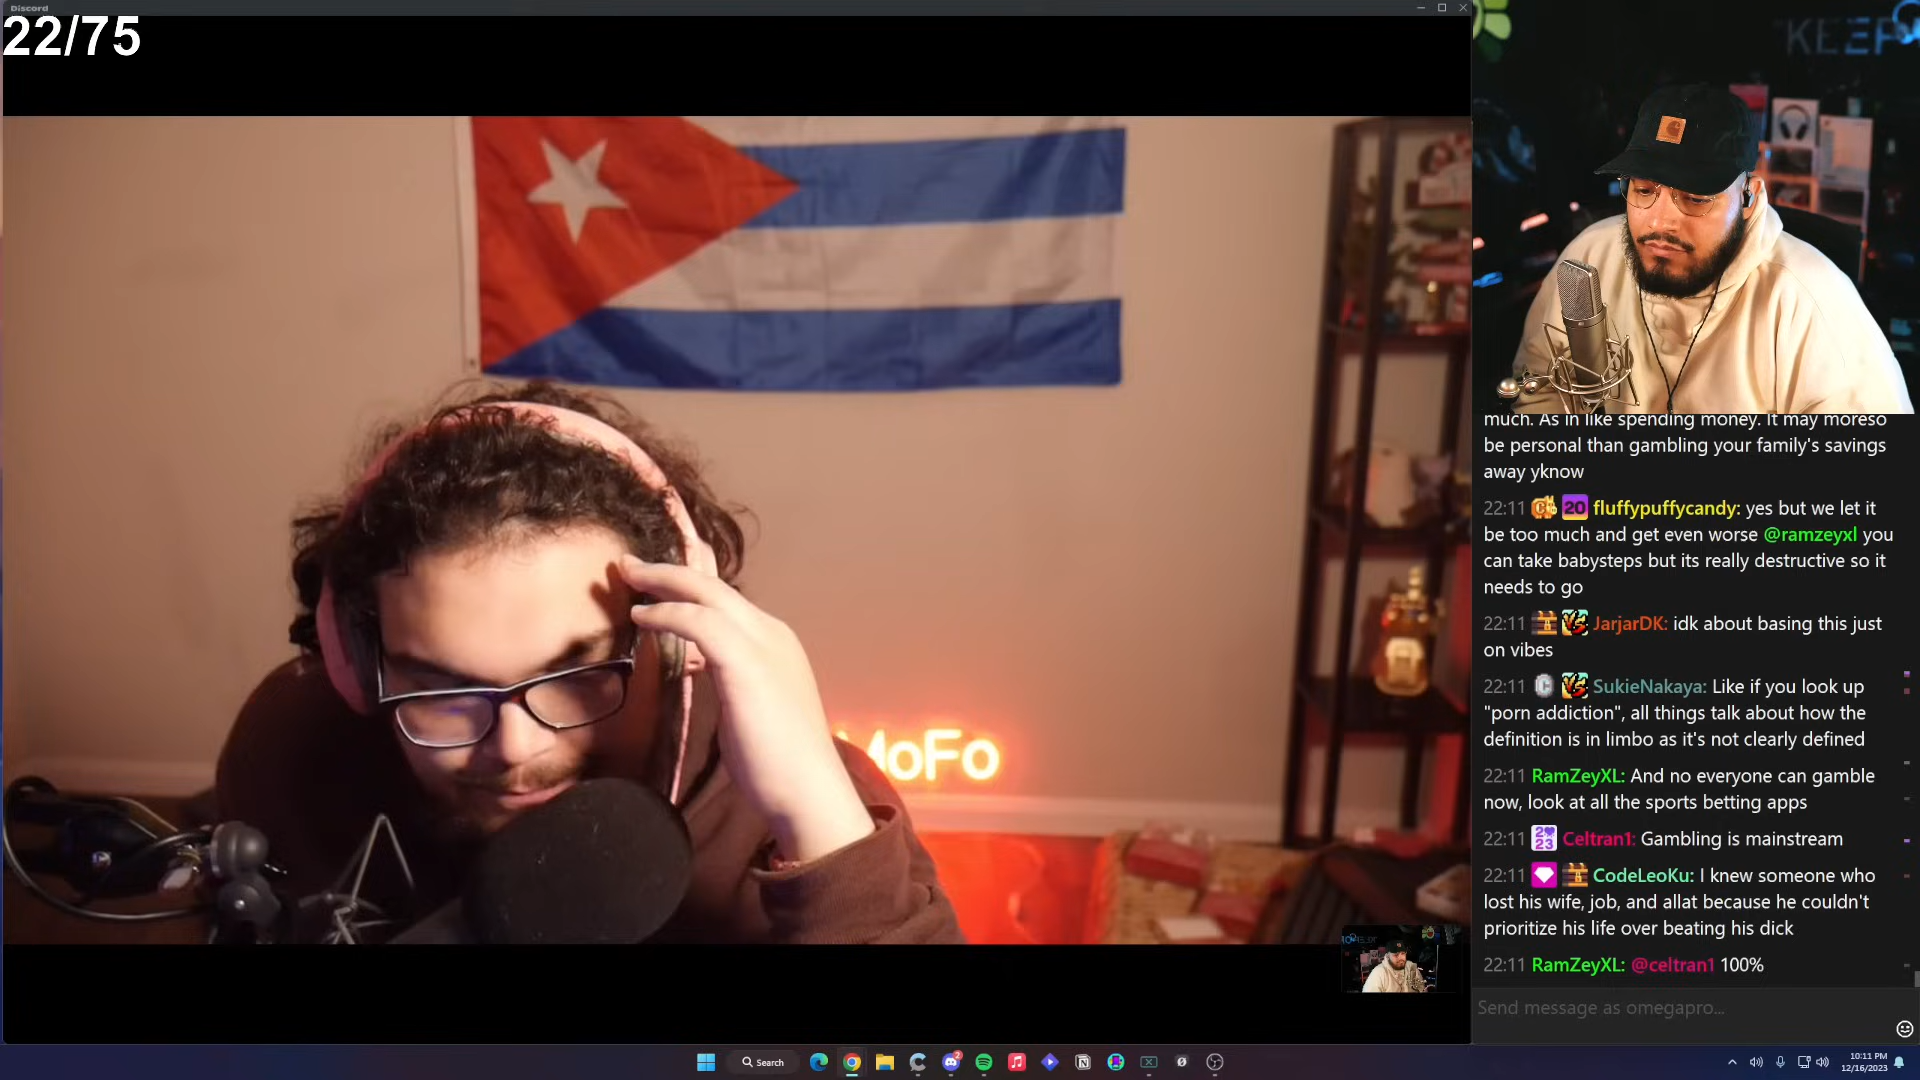 Discord
22/75
KEEP
MoFo
much. As in like spending money. It may moreso
be personal than gambling your family's savings
away yknow
22:11 20 fluffypuffycandy: yes but we let it
be too much and get even worse @ramzeyxl you
can take babysteps but its really destructive so it
needs to go
22:11 JarjarDK: idk about basing this just
on vibes
22:11 SukieNakaya: Like if you look up
"porn addiction", all things talk about how the
definition is in limbo as it's not clearly defined
22:11 RamZeyXL: And no everyone can gamble
now, look at all the sports betting apps
22:11 Celtran1: Gambling is mainstream
22:11 CodeLeoKu: I knew someone who
lost his wife, job, and allat because he couldn't
prioritize his life over beating his dick
22:11 RamZeyXL: @celtran1 100%
Send message as omegapro...
Search
2
10:11 PM
12/16/2023